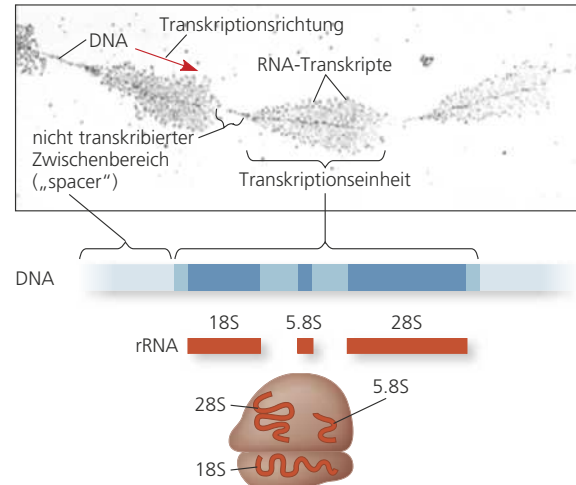 Transkriptionsrichtung
DNA
RNA-Transkripte
nicht transkribierter
Zwischenbereich
(„spacer“)
Transkriptionseinheit
DNA
18S 5.8S 28S
rRNA
28S
5.8S
18S